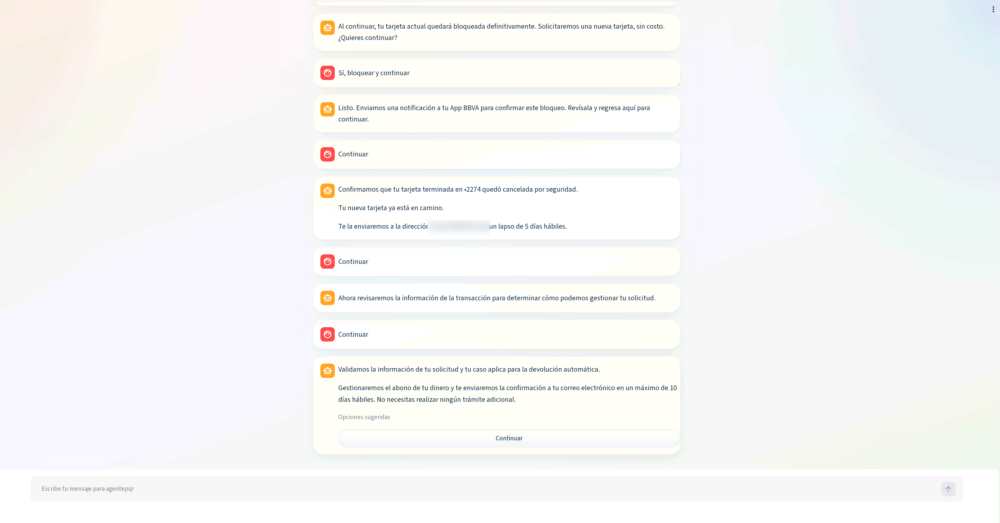 Al continuar, tu tarjeta actual quedará bloqueada definitivamente. Solicitaremos una nueva tarjeta, sin costo.
¿Quieres continuar?
Sí, bloquear y continuar
Listo. Enviamos una notificación a tu App BBVA para confirmar este bloqueo. Revísala y regresa aquí para
continuar.
Continuar
Confirmamos que tu tarjeta terminada en •2274 quedó cancelada por seguridad.
Tu nueva tarjeta ya está en camino.
Te la enviaremos a la dirección un lapso de 5 días hábiles.
Continuar
Ahora revisaremos la información de la transacción para determinar cómo podemos gestionar tu solicitud.
Continuar
Validamos la información de tu solicitud y tu caso aplica para la devolución automática.
Gestionaremos el abono de tu dinero y te enviaremos la confirmación a tu correo electrónico en un máximo de 10
días hábiles. No necesitas realizar ningún trámite adicional.
Opciones sugeridas
Continuar
Escribe tu mensaje para agentepqr